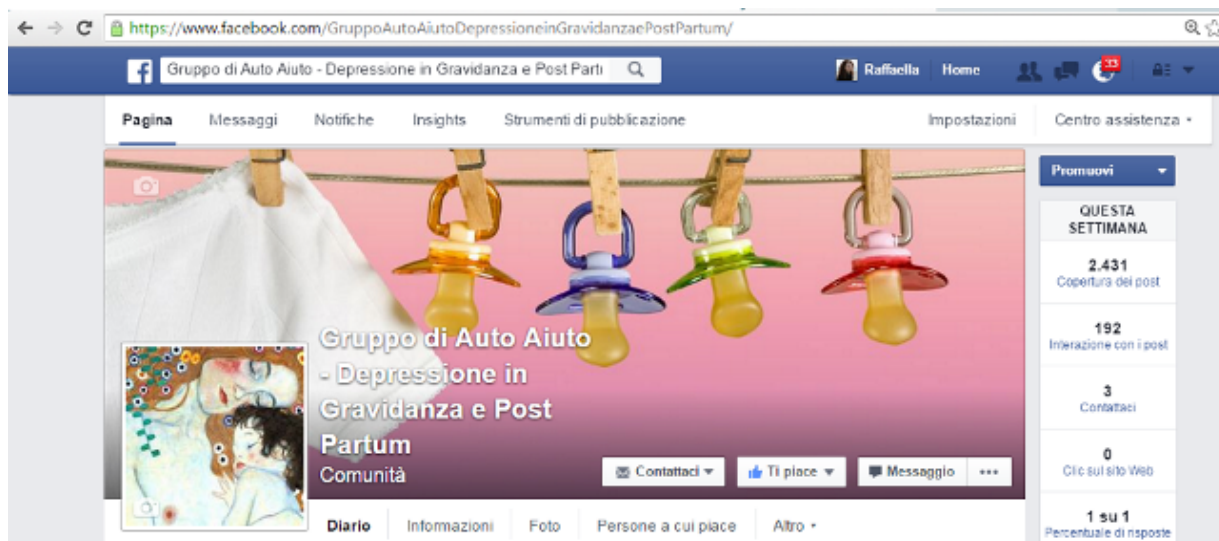 https://www.facebook.com/GruppoAutoAiutoDepressioneinGravidanzaePostPartum/
f Gruppo di Auto Aiuto - Depressione in Gravidanza e Post Parti Raffaella Home 33
Pagina Messaggi Notifiche Insights Strumenti di pubblicazione Impostazioni Centro assistenza
Promuovi
QUESTA
SETTIMANA
2.431
Copertura dei post
192
Interazione con i post
3
Contattaci
0
Clic sul sito Web
1 su 1
Percentuale di risposte
Gruppo di Auto Aiuto
- Depressione in
Gravidanza e Post
Partum
Comunità
Contattaci Ti piace Messaggio
Diario Informazioni Foto Persone a cui piace Altro